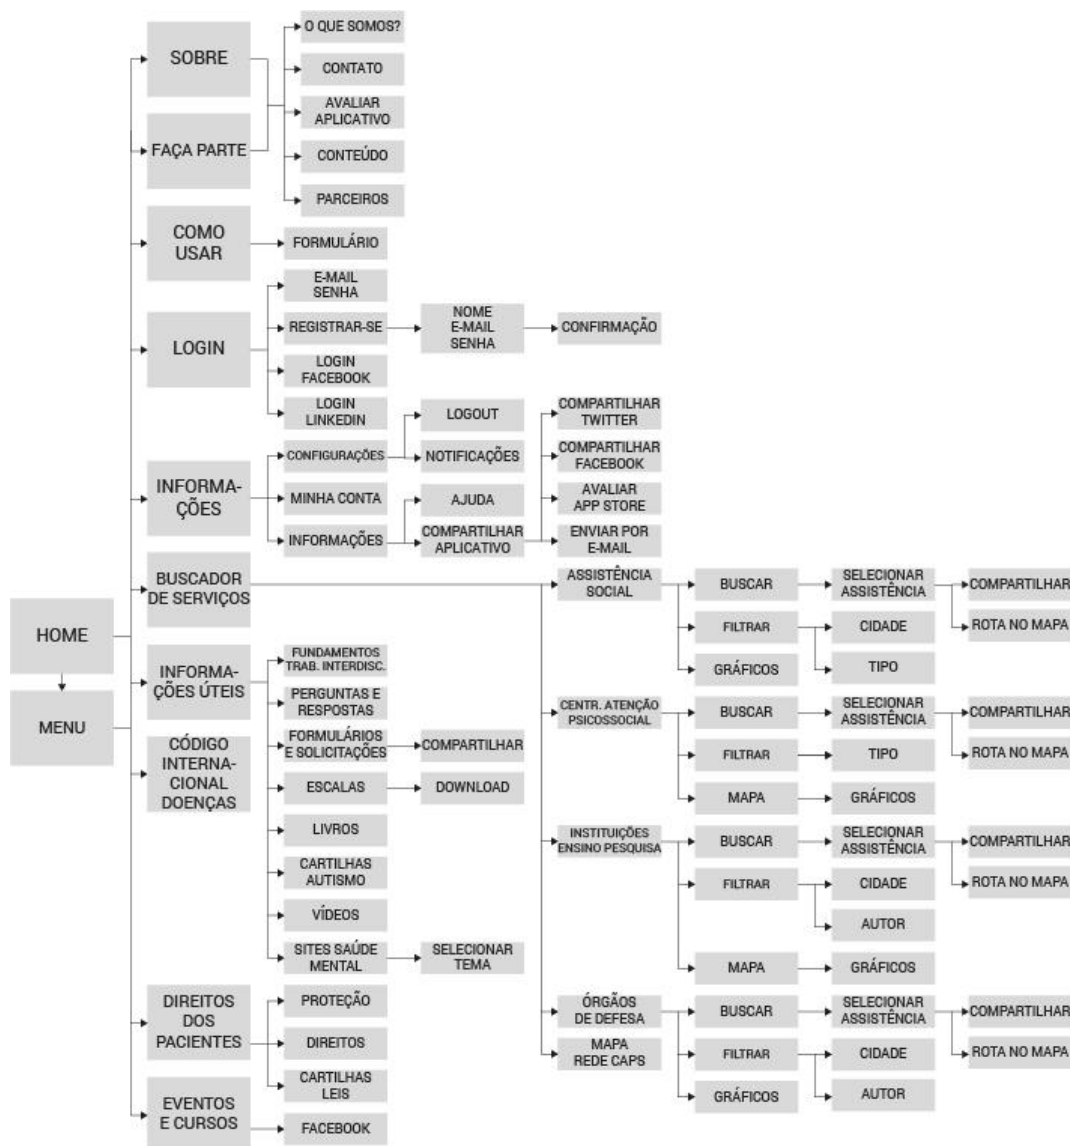 HOME
MENU
SOBRE
FAÇA PARTE
O QUE SOMOS?
CONTATO
AVALIAR
APLICATIVO
CONTEÚDO
PARCEIROS
COMO
USAR
FORMULÁRIO
LOGIN
E-MAIL
SENHA
REGISTRAR-SE
NOME
E-MAIL
SENHA
CONFIRMAÇÃO
LOGIN
FACEBOOK
LOGIN
LINKEDIN
INFORMA-
ÇÕES
CONFIGURAÇÕES
LOGOUT
NOTIFICAÇÕES
MINHA CONTA
INFORMAÇÕES
AJUDA
COMPARTILHAR
APLICATIVO
COMPARTILHAR
TWITTER
COMPARTILHAR
FACEBOOK
AVALIAR
APP STORE
ENVIAR POR
E-MAIL
BUSCADOR
DE SERVIÇOS
ASSISTÊNCIA
SOCIAL
BUSCAR
SELECIONAR
ASSISTÊNCIA
COMPARTILHAR
ROTA NO MAPA
FILTRAR
CIDADE
TIPO
GRÁFICOS
CENTR. ATENÇÃO
PSICOSSOCIAL
BUSCAR
SELECIONAR
ASSISTÊNCIA
COMPARTILHAR
ROTA NO MAPA
FILTRAR
TIPO
MAPA
GRÁFICOS
INSTITUIÇÕES
ENSINO PESQUISA
BUSCAR
SELECIONAR
ASSISTÊNCIA
COMPARTILHAR
ROTA NO MAPA
FILTRAR
CIDADE
AUTOR
MAPA
GRÁFICOS
ÓRGÃOS
DE DEFESA
BUSCAR
SELECIONAR
ASSISTÊNCIA
COMPARTILHAR
ROTA NO MAPA
FILTRAR
CIDADE
AUTOR
GRÁFICOS
MAPA
REDE CAPS
INFORMA-
ÇÕES ÚTEIS
FUNDAMENTOS
TRAB. INTERDISC.
PERGUNTAS E
RESPOSTAS
FORMULÁRIOS
E SOLICITAÇÕES
COMPARTILHAR
ESCALAS
DOWNLOAD
LIVROS
CARTILHAS
AUTISMO
VÍDEOS
SITES SAÚDE
MENTAL
SELECIONAR
TEMA
CÓDIGO
INTERNA-
CIONAL
DOENÇAS
DIREITOS
DOS
PACIENTES
PROTEÇÃO
DIREITOS
CARTILHAS
LEIS
EVENTOS
E CURSOS
FACEBOOK